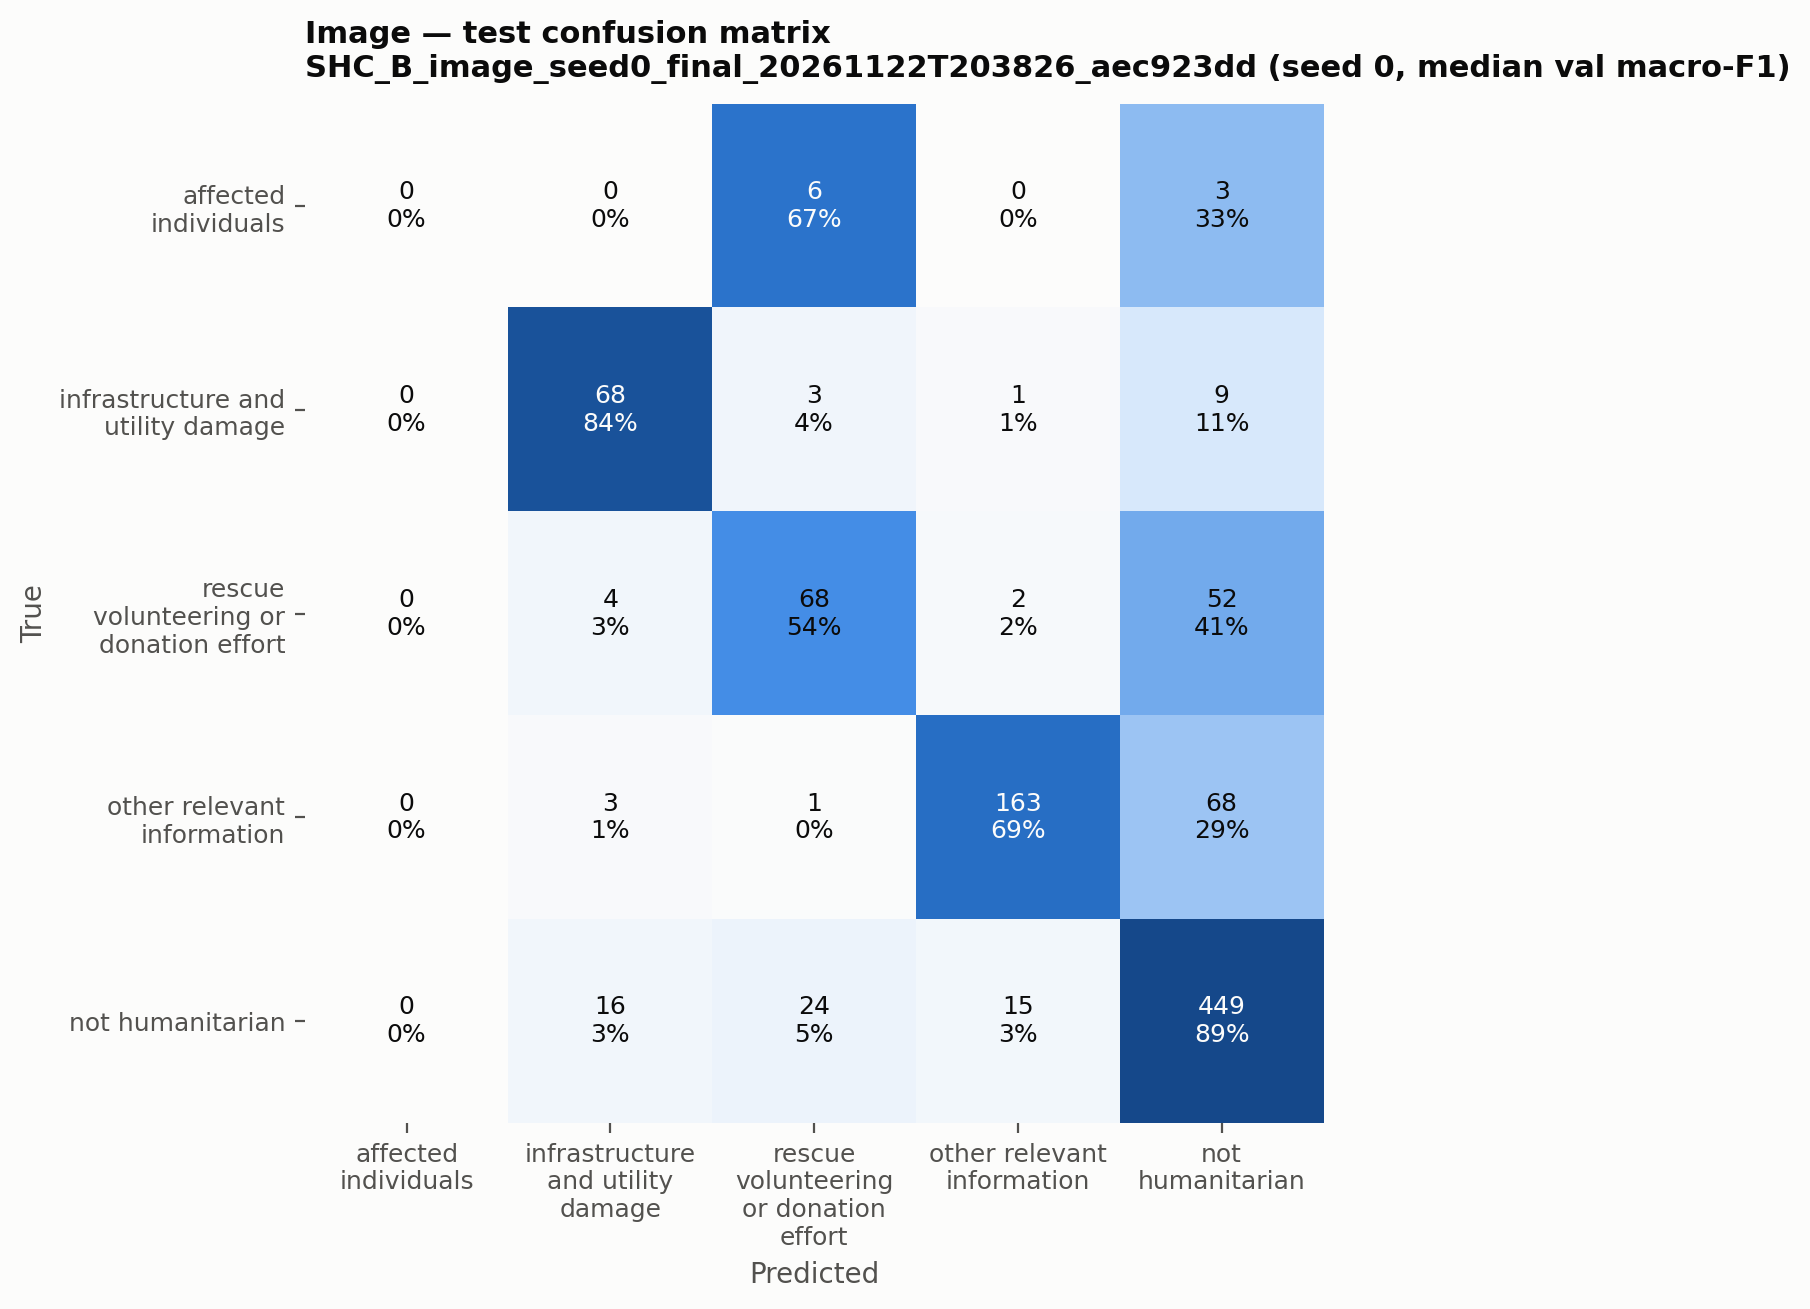 Image — test confusion matrix
SHC_B_image_seed0_final_20261122T203826_aec923dd (seed 0, median val macro-F1)
True
affected
individuals
0 0 6 0 3
0% 0% 67% 0% 33%
infrastructure and
utility damage
0 68 3 1 9
0% 84% 4% 1% 11%
rescue
volunteering or
donation effort
0 4 68 2 52
0% 3% 54% 2% 41%
other relevant
information
0 3 1 163 68
0% 1% 0% 69% 29%
not humanitarian
0 16 24 15 449
0% 3% 5% 3% 89%
affected
individuals
infrastructure
and utility
damage
rescue
volunteering
or donation
effort
other relevant
information
not
humanitarian
Predicted